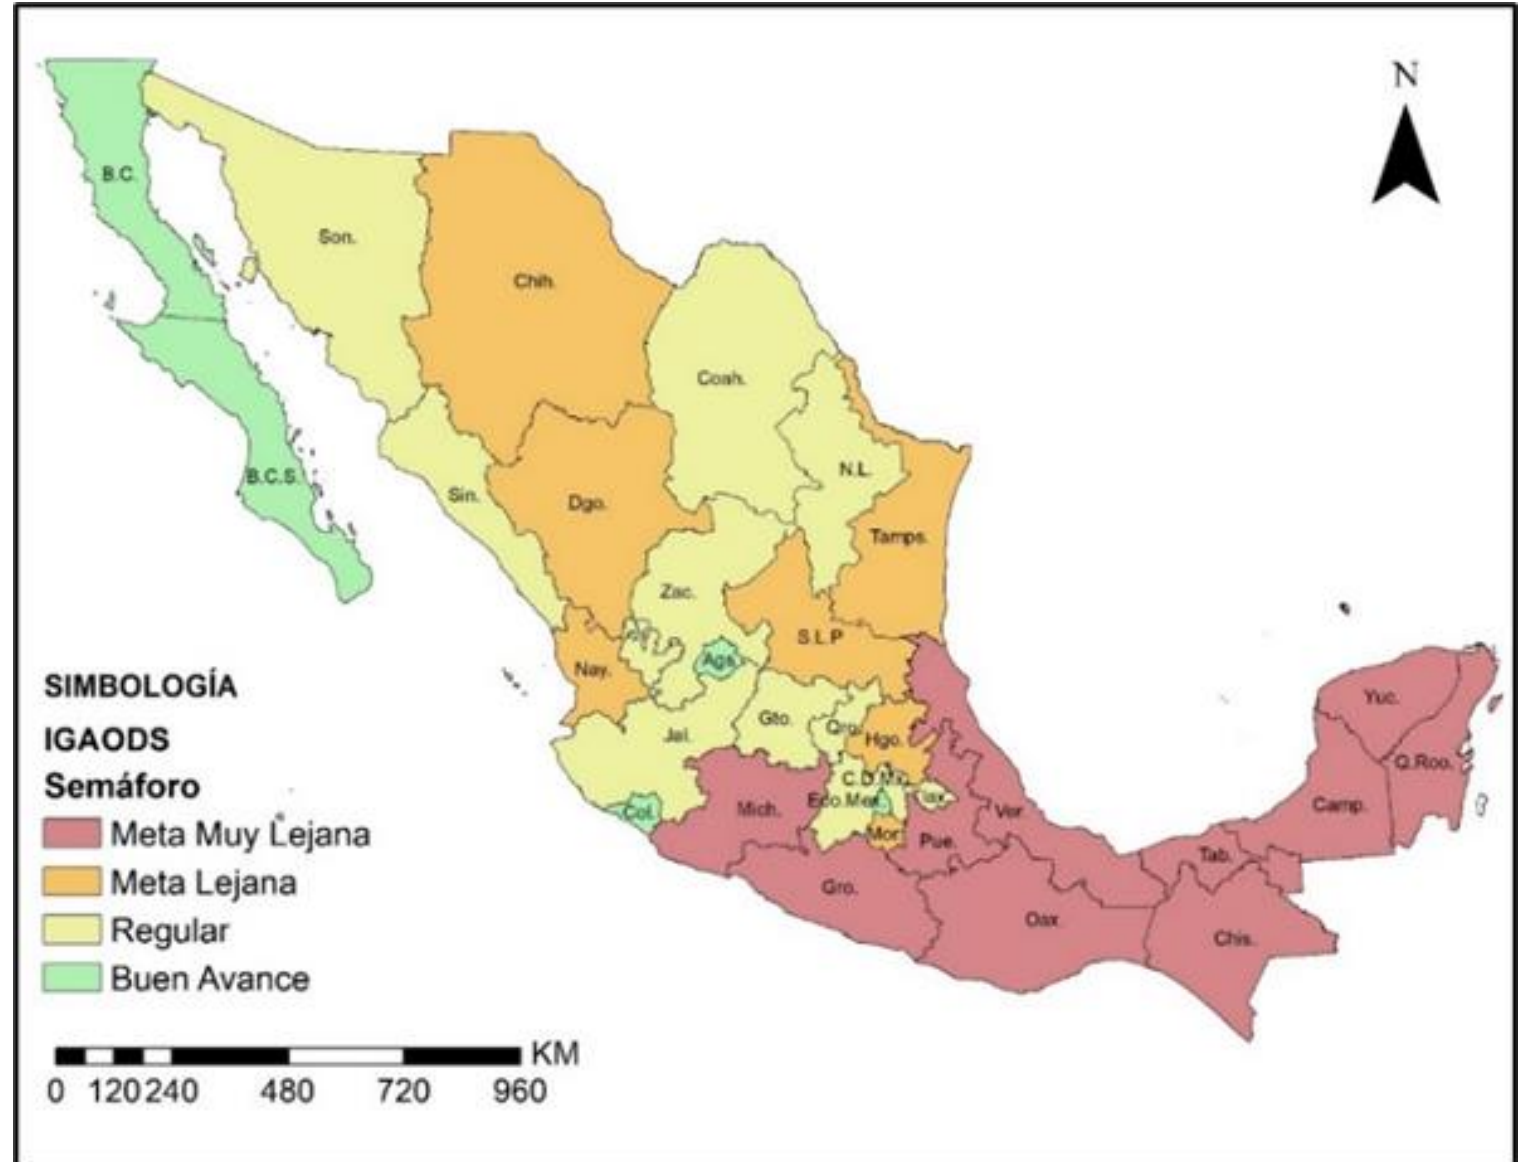 N
B.C.
Son.
Chih.
Coah.
B.C.S.
Sin.
Dgo.
N.L.
Tamps.
Zac.
S.L.P
Nay.
Ags.
Yuc.
Gto.
Qro.
Jal.
Hgo.
Q.Roo.
C.D.Mx.
Edo.Mex.
Col.
Mich.
Ver.
Camp.
Mor.
Pue.
Tab.
Gro.
Oax.
Chis.
SIMBOLOGÍA
IGAODS
Semáforo
Meta Muy Lejana
Meta Lejana
Regular
Buen Avance
KM
0 120 240 480 720 960